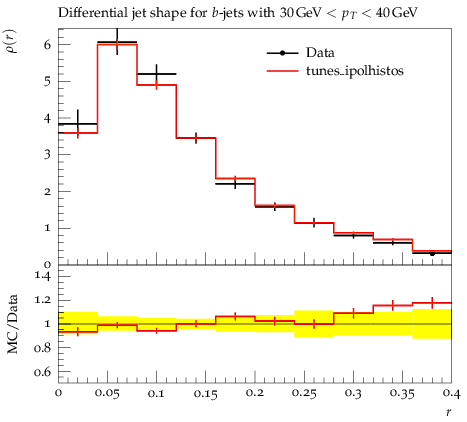 Differential jet shape for b-jets with 30 GeV < p_T < 40 GeV
ρ(r)
Data
tunes_ipolhistos
6
5
4
3
2
1
0
MC/Data
1.4
1.2
1.0
0.8
0.6
0 0.05 0.1 0.15 0.2 0.25 0.3 0.35 0.4
r